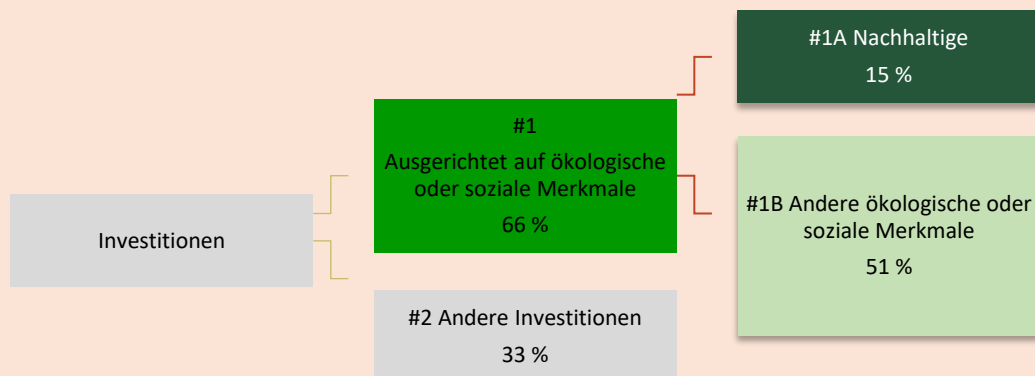 Investitionen
#1
Ausgerichtet auf ökologische
oder soziale Merkmale
66 %
#2 Andere Investitionen
33 %
#1A Nachhaltige
15 %
#1B Andere ökologische oder
soziale Merkmale
51 %